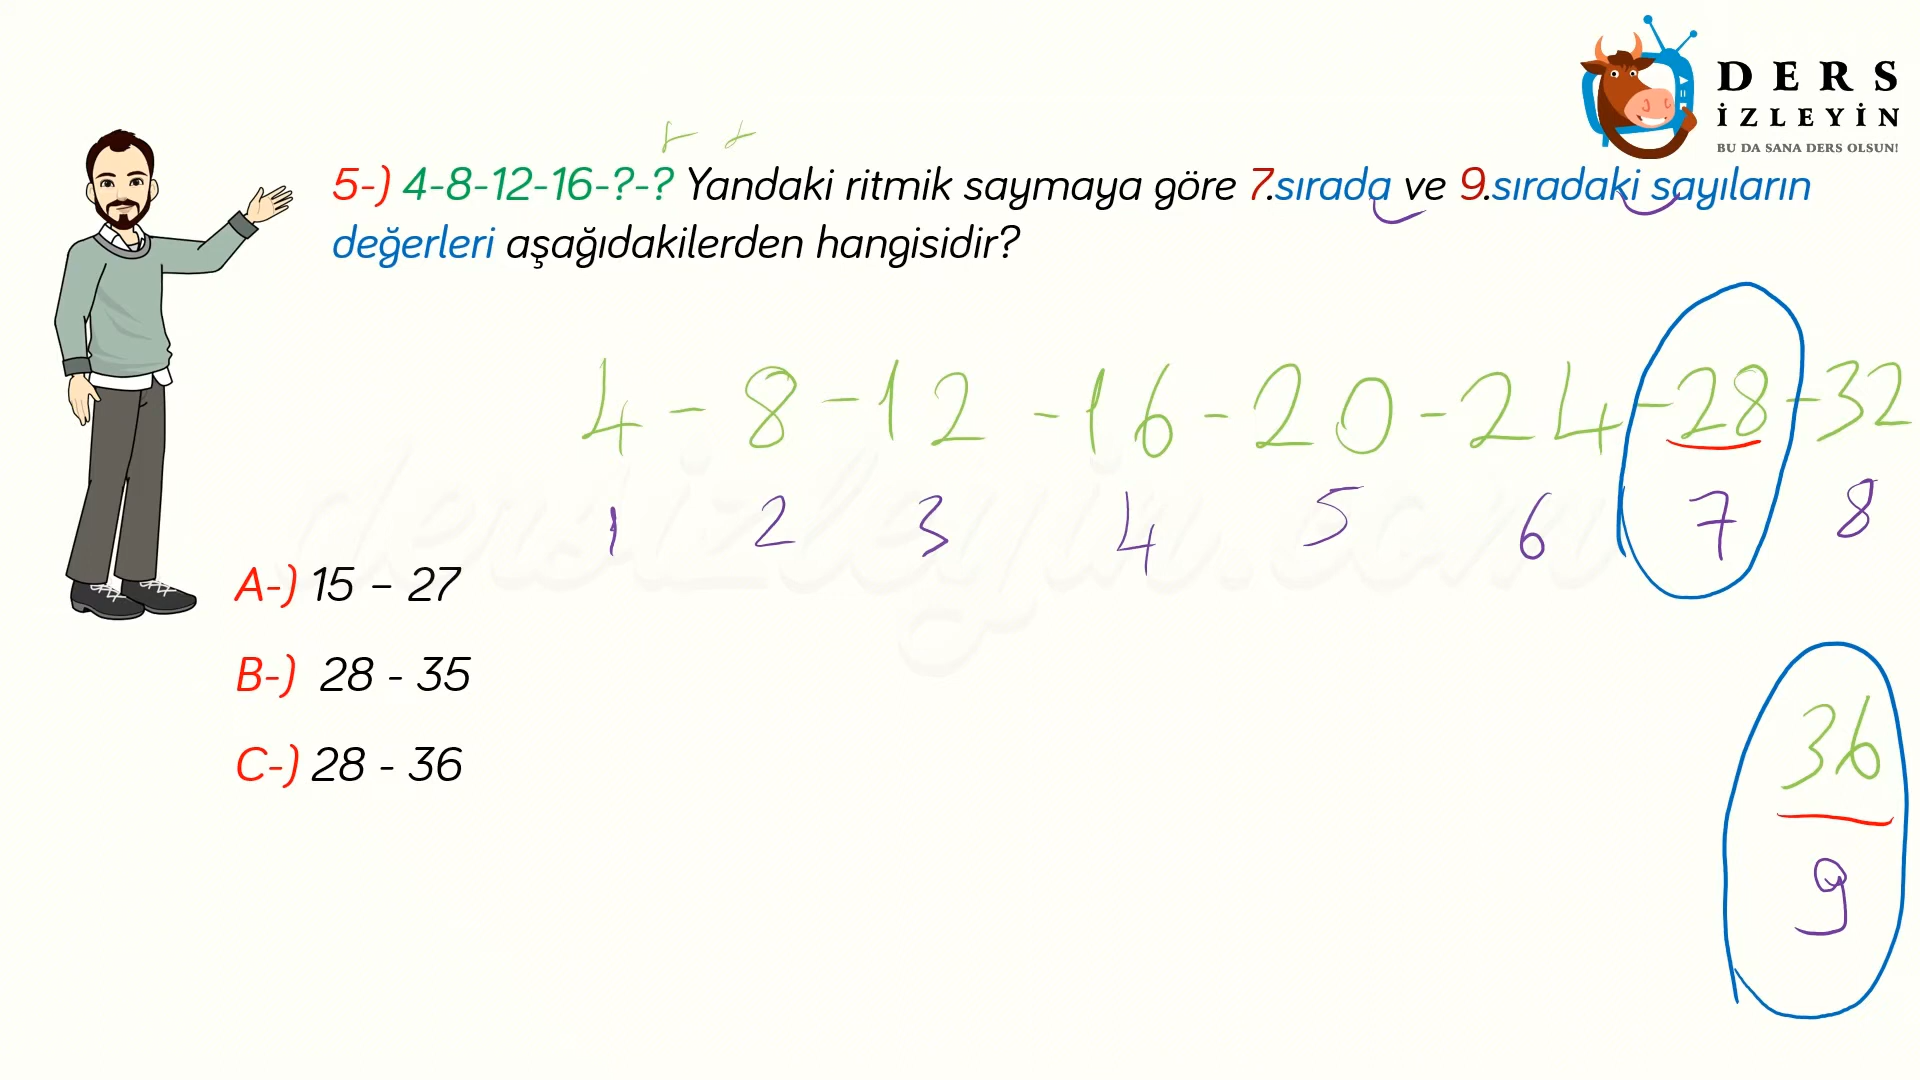 DERS
İZLEYİN
BU DA SANA DERS OLSUN!
5-) 4-8-12-16-?-? Yandaki ritmik saymaya göre 7.sırada ve 9.sıradaki sayıların
değerleri aşağıdakilerden hangisidir?
4 - 8 - 12 - 16 - 20 - 24 - 28 - 32
1 2 3 4 5 6 7 8
dersizleyin.com
A-) 15 – 27
B-) 28 - 35
C-) 28 - 36
36
9